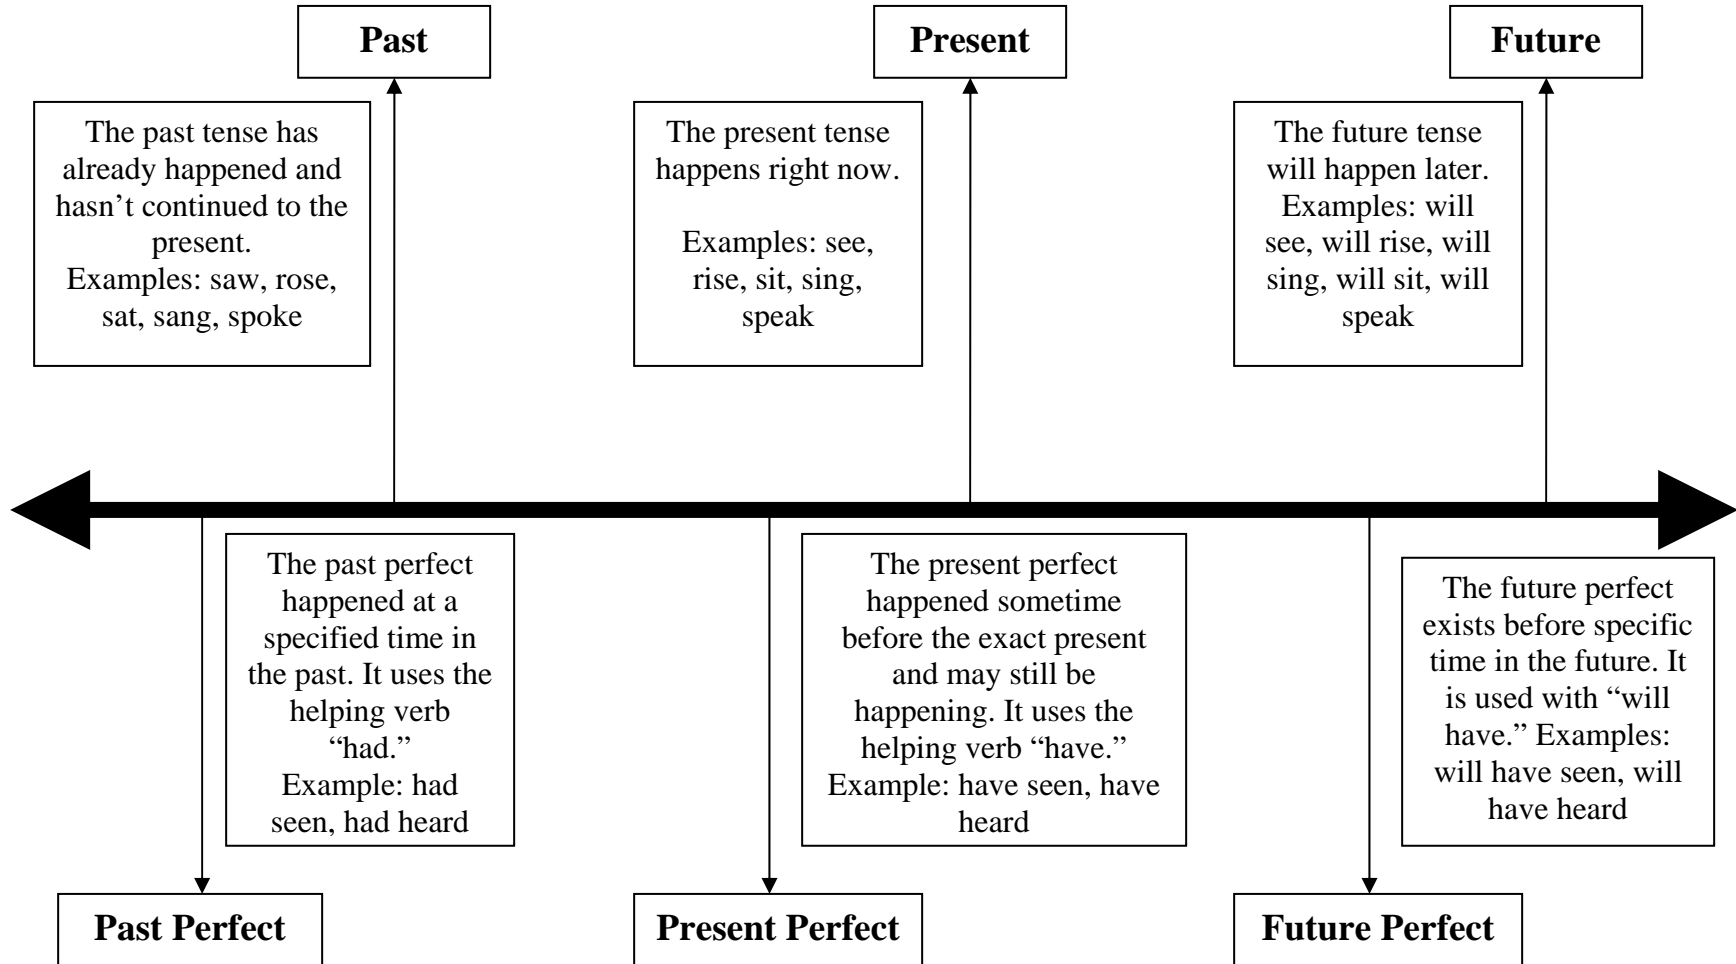 Past
Present
Future
The past tense has
already happened and
hasn’t continued to the
present.
Examples: saw, rose,
sat, sang, spoke
The present tense
happens right now.
Examples: see,
rise, sit, sing,
speak
The future tense
will happen later.
Examples: will
see, will rise, will
sing, will sit, will
speak
The past perfect
happened at a
specified time in
the past. It uses the
helping verb
“had.”
Example: had
seen, had heard
The present perfect
happened sometime
before the exact present
and may still be
happening. It uses the
helping verb “have.”
Example: have seen, have
heard
The future perfect
exists before specific
time in the future. It
is used with “will
have.” Examples:
will have seen, will
have heard
Past Perfect
Present Perfect
Future Perfect